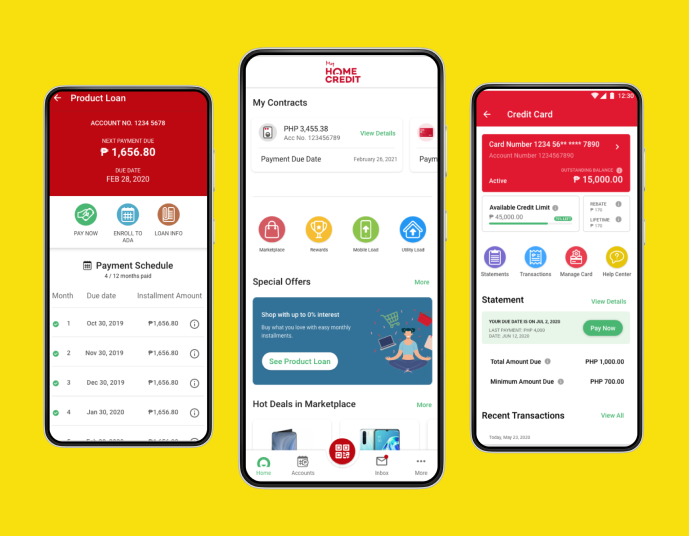 Product Loan
ACCOUNT NO. 1234 5678
NEXT PAYMENT DUE
₱ 1,656.80
DUE DATE
FEB 28, 2020
PAY NOW
ENROLL TO ADA
LOAN INFO
Payment Schedule
4 / 12 months paid
Month Due date Installment Amount
1 Oct 30, 2019 ₱1,656.80
2 Nov 30, 2019 ₱1,656.80
3 Dec 30, 2019 ₱1,656.80
4 Jan 30, 2020 ₱1,656.80
My
HOME
CREDIT
My Contracts
PHP 3,455.38
Acc No. 123456789
View Details
Payment Due Date February 28, 2021
Paym
Marketplace
Rewards
Mobile Load
Utility Load
Special Offers More
Shop with up to 0% interest
Buy what you love with easy monthly
installments.
See Product Loan
Hot Deals in Marketplace More
Home
Accounts
Inbox
More
12:30
Credit Card
Card Number 1234 56** **** 7890
Account Number 1234567890
OUTSTANDING BALANCE
Active ₱ 15,000.00
Available Credit Limit
₱ 45,000.00
REBATE
₱ 170
LIFETIME
₱ 170
Statements
Transactions
Manage Card
Help Center
Statement View Details
YOUR DUE DATE IS ON JUL 2, 2020
LAST PAYMENT: PHP 4,000
DATE: JUN 12, 2020
Pay Now
Total Amount Due PHP 1,000.00
Minimum Amount Due PHP 700.00
Recent Transactions View All
Today, May 23, 2020